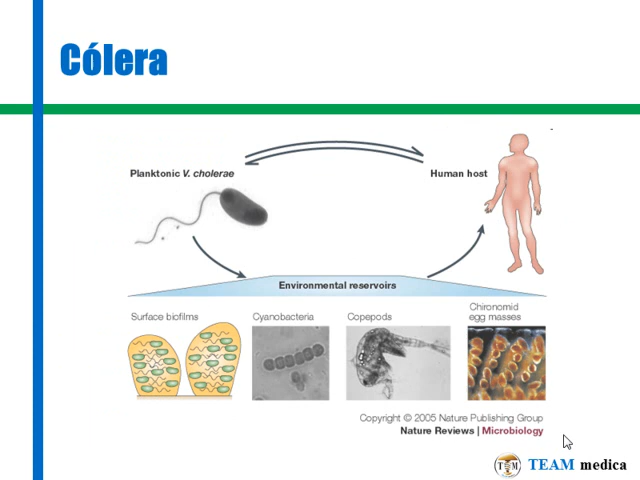 Cólera
Planktonic V. cholerae
Human host
Environmental reservoirs
Surface biofilms
Cyanobacteria
Copepods
Chironomid
egg masses
Copyright © 2005 Nature Publishing Group
Nature Reviews | Microbiology
TEAM medica